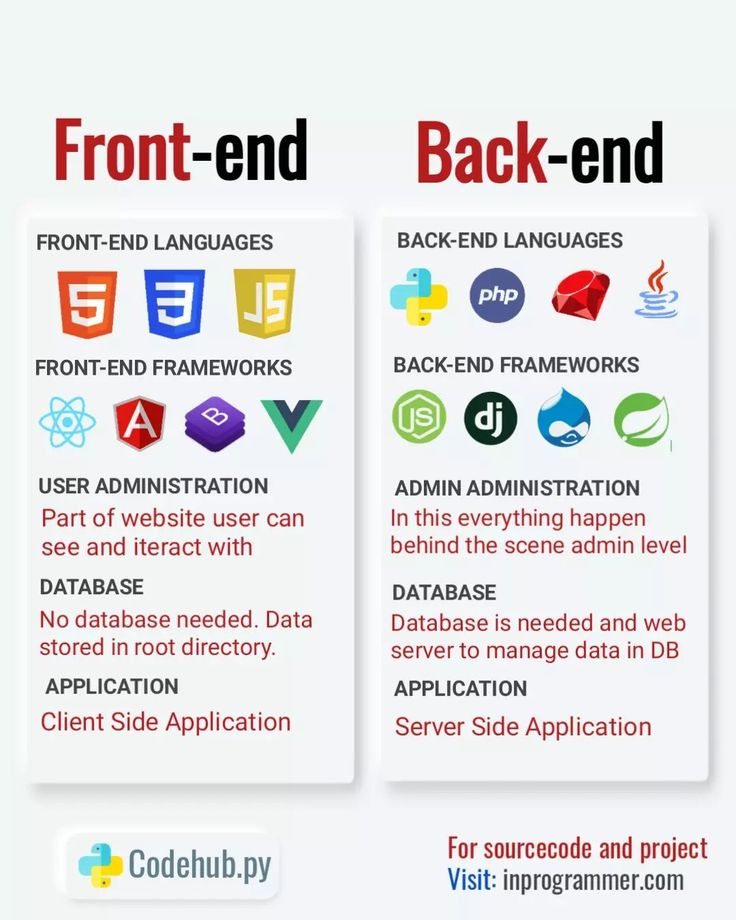 Front-end
FRONT-END LANGUAGES
5
3
JS
FRONT-END FRAMEWORKS
A
B
USER ADMINISTRATION
Part of website user can
see and iteract with
DATABASE
No database needed. Data
stored in root directory.
APPLICATION
Client Side Application
Back-end
BACK-END LANGUAGES
php
BACK-END FRAMEWORKS
JS
dj
ADMIN ADMINISTRATION
In this everything happen
behind the scene admin level
DATABASE
Database is needed and web
server to manage data in DB
APPLICATION
Server Side Application
Codehub.py
For sourcecode and project
Visit: inprogrammer.com